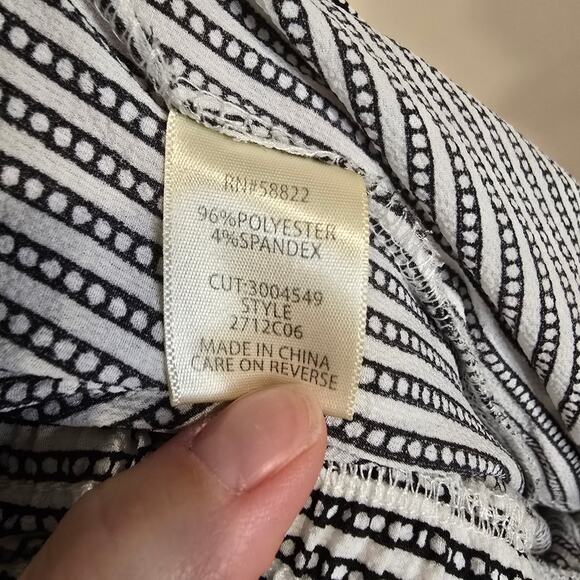 RN#58822
96%POLYESTER
4%SPANDEX
CUT:3004549
STYLE
2712C06
MADE IN CHINA
CARE ON REVERSE